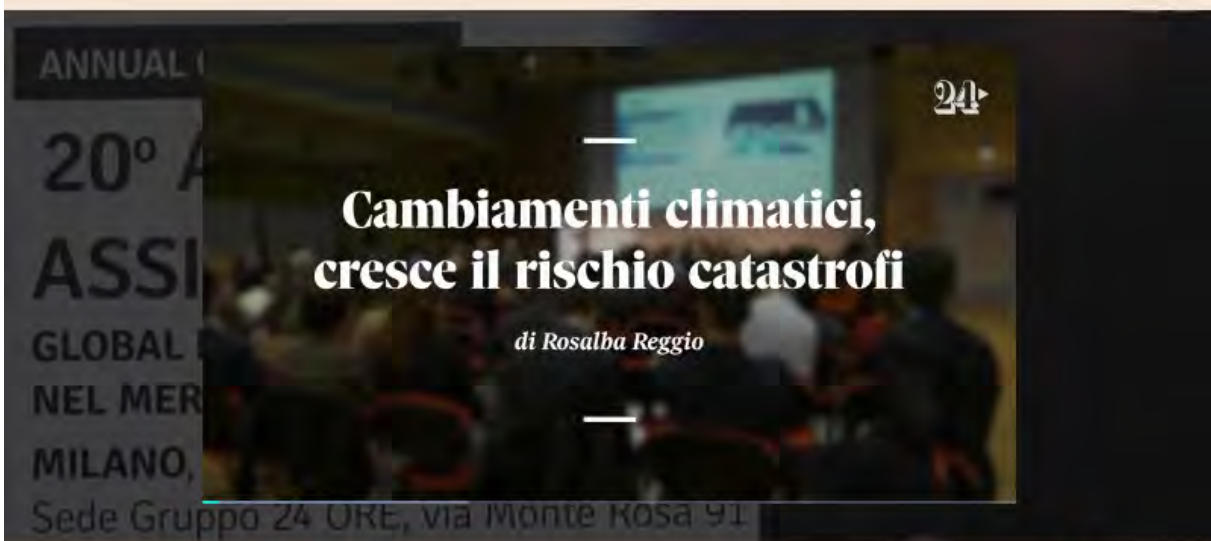 ANNUAL
20º A
ASSI
GLOBAL
NEL MER
MILANO,
Sede Gruppo 24 ORE, via Monte Rosa 91
24
Cambiamenti climatici,
cresce il rischio catastrofi
di Rosalba Reggio